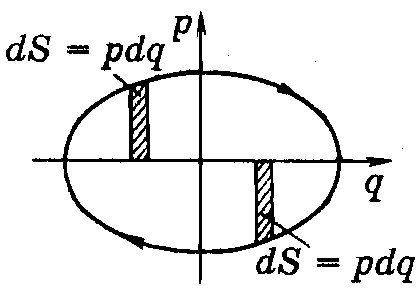 p
dS = pdq
q
dS = pdq